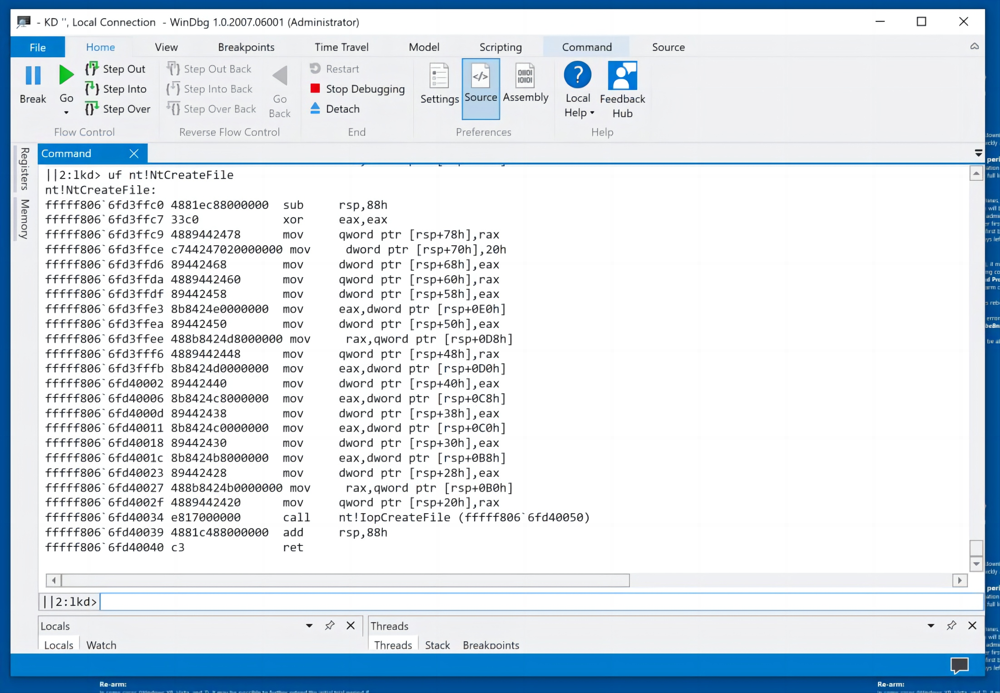 - KD '', Local Connection - WinDbg 1.0.2007.06001 (Administrator)
File Home View Breakpoints Time Travel Model Scripting Command Source
Break
Go
Step Out
Step Into
Step Over
Flow Control
Step Out Back
Step Into Back
Step Over Back
Go Back
Reverse Flow Control
Restart
Stop Debugging
Detach
End
Settings Source Assembly
Preferences
Local Help
Feedback Hub
Help
Registers
Memory
Command
||2:lkd> uf nt!NtCreateFile
nt!NtCreateFile:
fffff806`6fd3ffc0 4881ec88000000 sub rsp,88h
fffff806`6fd3ffc7 33c0 xor eax,eax
fffff806`6fd3ffc9 4889442478 mov qword ptr [rsp+78h],rax
fffff806`6fd3ffce c744247020000000 mov dword ptr [rsp+70h],20h
fffff806`6fd3ffd6 89442468 mov dword ptr [rsp+68h],eax
fffff806`6fd3ffda 4889442460 mov qword ptr [rsp+60h],rax
fffff806`6fd3ffdf 89442458 mov dword ptr [rsp+58h],eax
fffff806`6fd3ffe3 8b8424e0000000 mov eax,dword ptr [rsp+0E0h]
fffff806`6fd3ffea 89442450 mov dword ptr [rsp+50h],eax
fffff806`6fd3ffee 488b8424d8000000 mov rax,qword ptr [rsp+0D8h]
fffff806`6fd3fff6 4889442448 mov qword ptr [rsp+48h],rax
fffff806`6fd3fffb 8b8424d0000000 mov eax,dword ptr [rsp+0D0h]
fffff806`6fd40002 89442440 mov dword ptr [rsp+40h],eax
fffff806`6fd40006 8b8424c8000000 mov eax,dword ptr [rsp+0C8h]
fffff806`6fd4000d 89442438 mov dword ptr [rsp+38h],eax
fffff806`6fd40011 8b8424c0000000 mov eax,dword ptr [rsp+0C0h]
fffff806`6fd40018 89442430 mov dword ptr [rsp+30h],eax
fffff806`6fd4001c 8b8424b8000000 mov eax,dword ptr [rsp+0B8h]
fffff806`6fd40023 89442428 mov dword ptr [rsp+28h],eax
fffff806`6fd40027 488b8424b0000000 mov rax,qword ptr [rsp+0B0h]
fffff806`6fd4002f 4889442420 mov qword ptr [rsp+20h],rax
fffff806`6fd40034 e817000000 call nt!IopCreateFile (fffff806`6fd40050)
fffff806`6fd40039 4881c488000000 add rsp,88h
fffff806`6fd40040 c3 ret
||2:lkd>
Locals
Locals Watch
Threads
Threads Stack Breakpoints
Re-arm:
Re-arm: